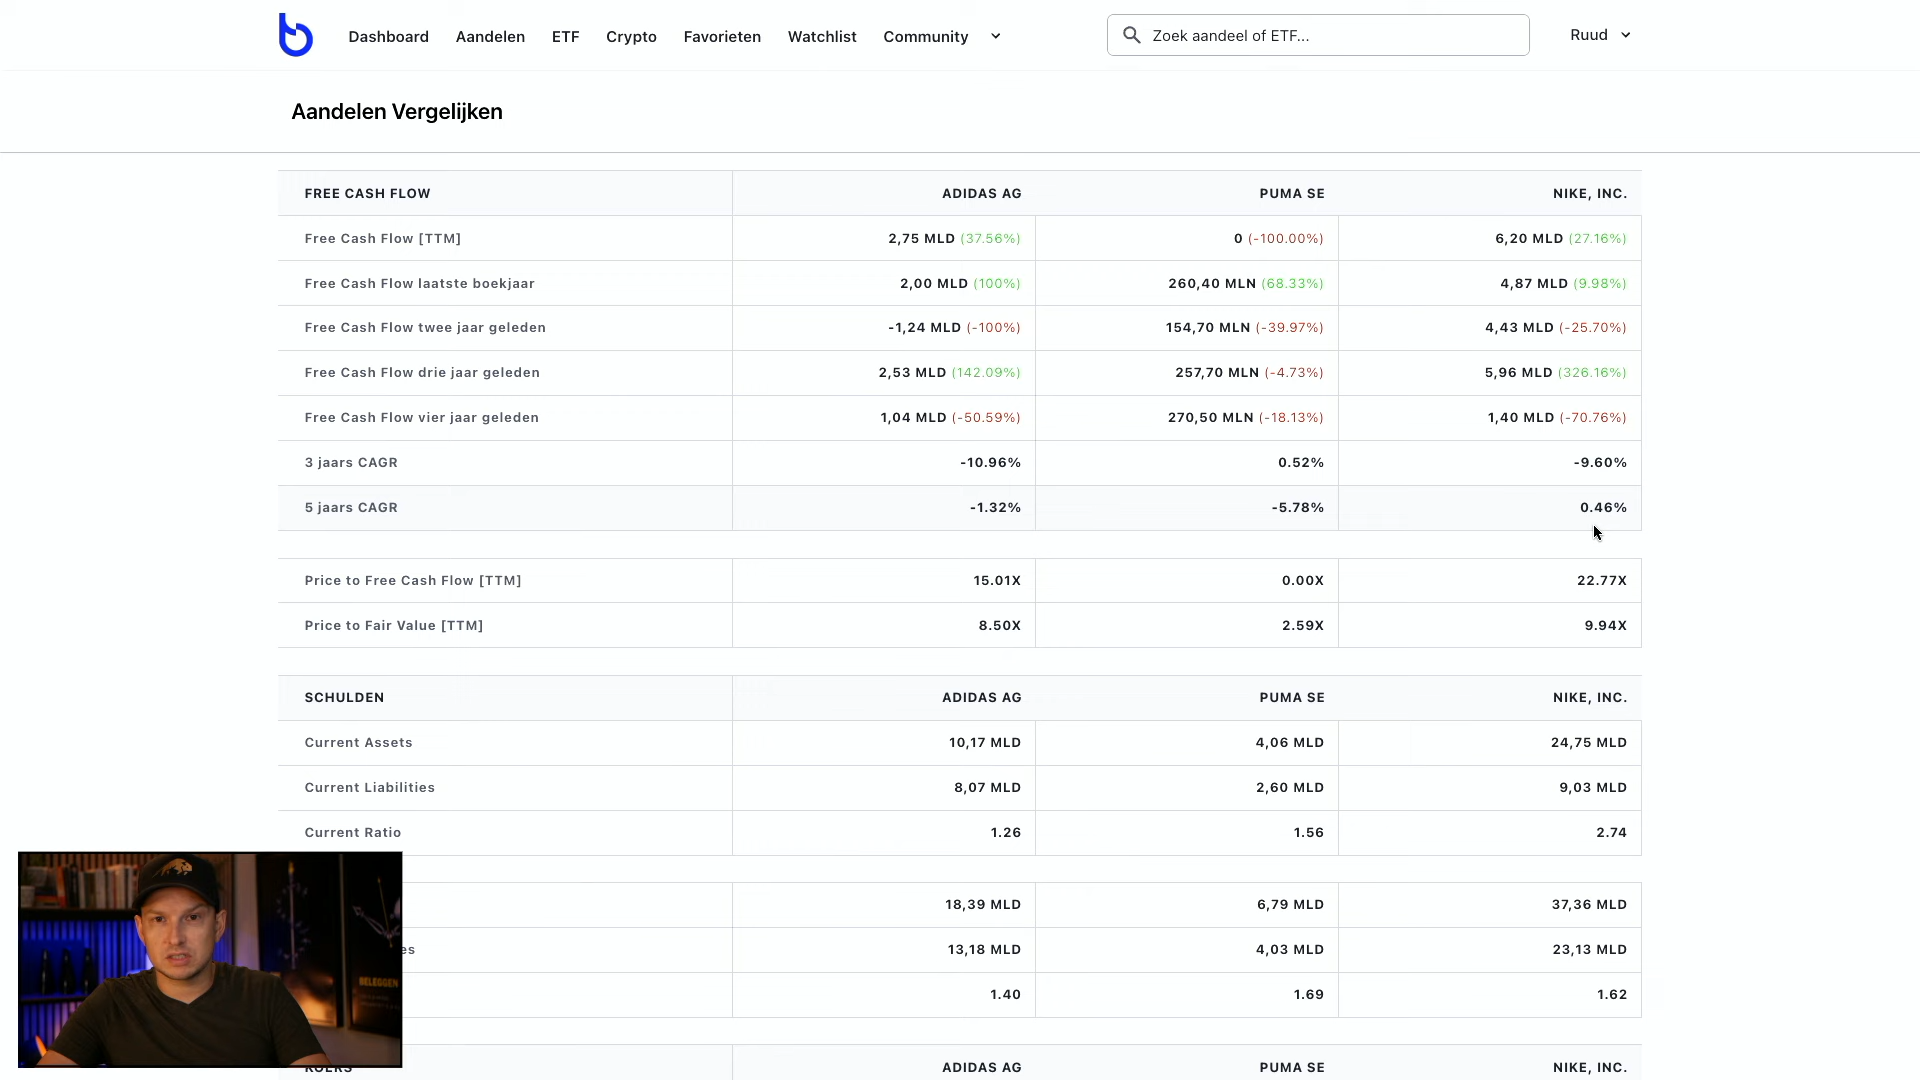 Dashboard Aandelen ETF Crypto Favorieten Watchlist Community Zoek aandeel of ETF... Ruud
Aandelen Vergelijken
FREE CASH FLOW ADIDAS AG PUMA SE NIKE, INC.
Free Cash Flow [TTM] 2,75 MLD (37.56%) 0 (-100.00%) 6,20 MLD (27.16%)
Free Cash Flow laatste boekjaar 2,00 MLD (100%) 260,40 MLN (68.33%) 4,87 MLD (9.98%)
Free Cash Flow twee jaar geleden -1,24 MLD (-100%) 154,70 MLN (-39.97%) 4,43 MLD (-25.70%)
Free Cash Flow drie jaar geleden 2,53 MLD (142.09%) 257,70 MLN (-4.73%) 5,96 MLD (326.16%)
Free Cash Flow vier jaar geleden 1,04 MLD (-50.59%) 270,50 MLN (-18.13%) 1,40 MLD (-70.76%)
3 jaars CAGR -10.96% 0.52% -9.60%
5 jaars CAGR -1.32% -5.78% 0.46%
Price to Free Cash Flow [TTM] 15.01X 0.00X 22.77X
Price to Fair Value [TTM] 8.50X 2.59X 9.94X
SCHULDEN ADIDAS AG PUMA SE NIKE, INC.
Current Assets 10,17 MLD 4,06 MLD 24,75 MLD
Current Liabilities 8,07 MLD 2,60 MLD 9,03 MLD
Current Ratio 1.26 1.56 2.74
18,39 MLD 6,79 MLD 37,36 MLD
es 13,18 MLD 4,03 MLD 23,13 MLD
1.40 1.69 1.62
ADIDAS AG PUMA SE NIKE, INC.
BELEGGEN